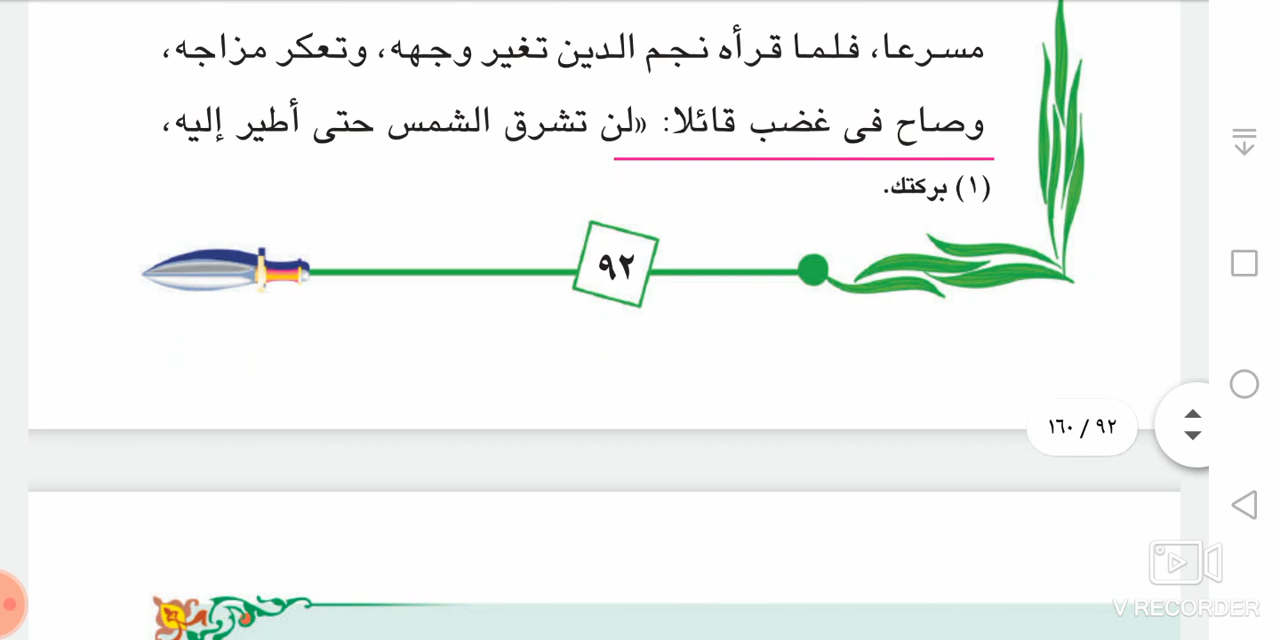 مسرعا، فلما قرأه نجم الدين تغير وجهه، وتعكر مزاجه،
وصاح فى غضب قائلا: «لن تشرق الشمس حتى أطير إليه،
(١) بركتك.
٩٢
٩٢ / ١٦٠
V RECORDER